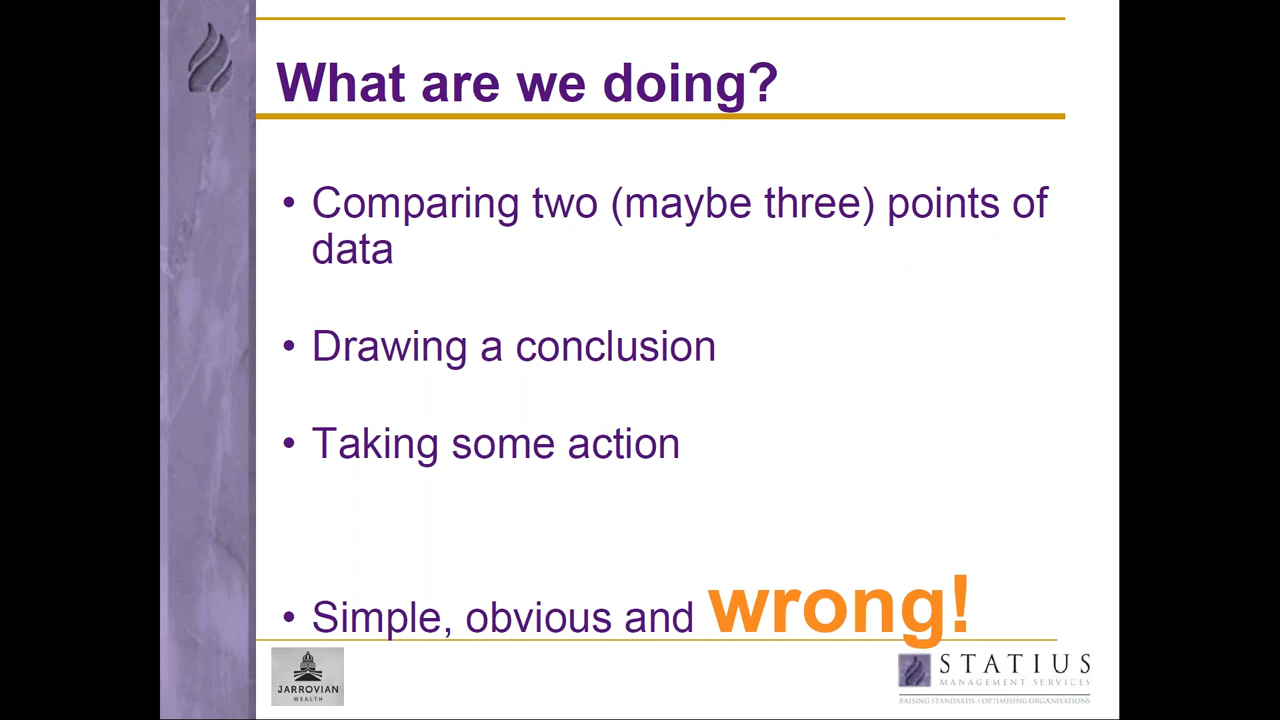 What are we doing?
• Comparing two (maybe three) points of
data
• Drawing a conclusion
• Taking some action
• Simple, obvious and wrong!
JARROVIAN
WEALTH
STATIUS
MANAGEMENT SERVICES
RAISING STANDARDS • OPTIMISING ORGANISATIONS